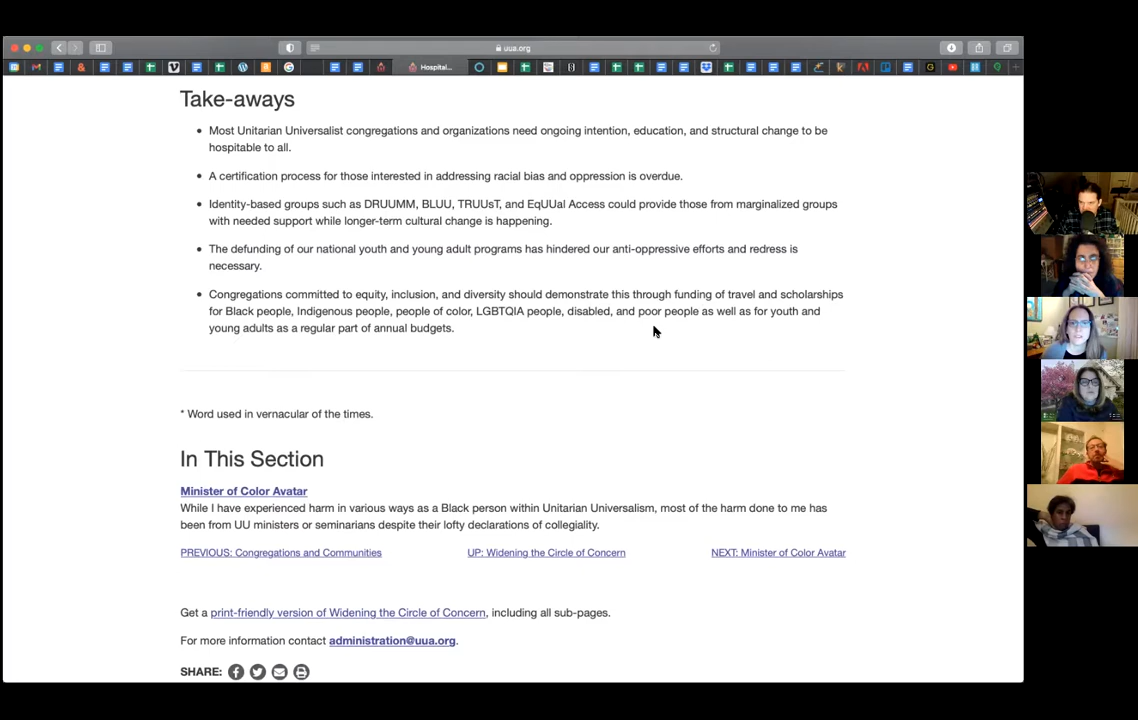 uua.org
Hospital...
Take-aways
• Most Unitarian Universalist congregations and organizations need ongoing intention, education, and structural change to be
hospitable to all.
• A certification process for those interested in addressing racial bias and oppression is overdue.
• Identity-based groups such as DRUUMM, BLUU, TRUUsT, and EqUUal Access could provide those from marginalized groups
with needed support while longer-term cultural change is happening.
• The defunding of our national youth and young adult programs has hindered our anti-oppressive efforts and redress is
necessary.
• Congregations committed to equity, inclusion, and diversity should demonstrate this through funding of travel and scholarships
for Black people, Indigenous people, people of color, LGBTQIA people, disabled, and poor people as well as for youth and
young adults as a regular part of annual budgets.
* Word used in vernacular of the times.
In This Section
Minister of Color Avatar
While I have experienced harm in various ways as a Black person within Unitarian Universalism, most of the harm done to me has
been from UU ministers or seminarians despite their lofty declarations of collegiality.
PREVIOUS: Congregations and Communities UP: Widening the Circle of Concern NEXT: Minister of Color Avatar
Get a print-friendly version of Widening the Circle of Concern, including all sub-pages.
For more information contact administration@uua.org.
SHARE: